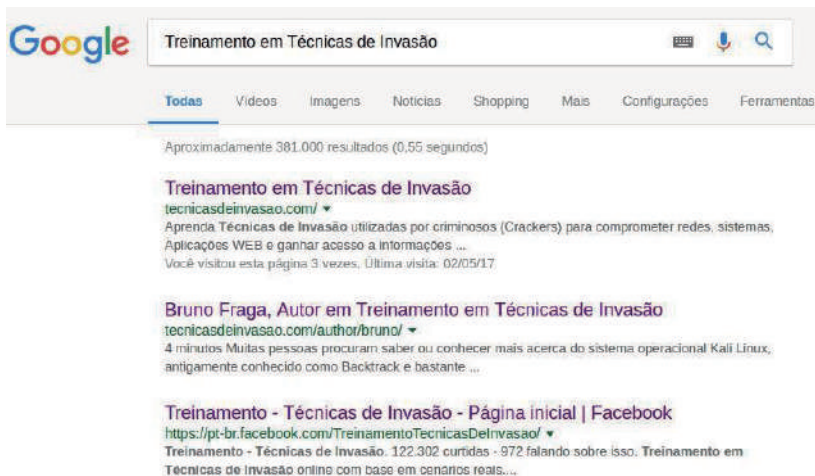 Google
Treinamento em Técnicas de Invasão
Todas Vídeos Imagens Notícias Shopping Mais Configurações Ferramentas
Aproximadamente 381.000 resultados (0,55 segundos)
Treinamento em Técnicas de Invasão
tecnicasdeinvasao.com/
Aprenda Técnicas de Invasão utilizadas por criminosos (Crackers) para comprometer redes, sistemas,
Aplicações WEB e ganhar acesso a informações ...
Você visitou esta página 3 vezes. Última visita: 02/05/17
Bruno Fraga, Autor em Treinamento em Técnicas de Invasão
tecnicasdeinvasao.com/author/bruno/
4 minutos Muitas pessoas procuram saber ou conhecer mais acerca do sistema operacional Kali Linux,
antigamente conhecido como Backtrack e bastante ...
Treinamento - Técnicas de Invasão - Página inicial | Facebook
https://pt-br.facebook.com/TreinamentoTecnicasDeInvasao/
Treinamento - Técnicas de Invasão. 122.302 curtidas · 972 falando sobre isso. Treinamento em
Técnicas de Invasão online com base em cenários reais....